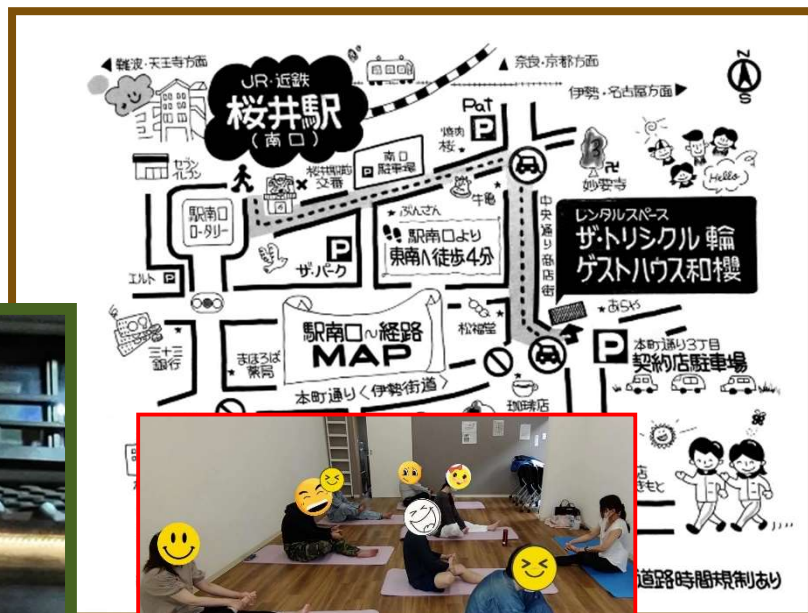 難波・天王寺方面
奈良・京都方面
伊勢・名古屋方面
N
S
JR・近鉄
桜井駅
(南口)
Pat
P
焼肉
桜
南口
P 駐車場
セブン
イレブン
桜井駅前
交番
牛亀
妙要寺
Hello
駅南口
ロータリー
ぶんさん
駅南口より
東南へ徒歩4分
中央通り商店街
レンタルスペース
ザ・トリシクル 輪
ゲストハウス和櫻
P
ザ・パーク
エルト P
あらや
三十三
銀行
まほろば
薬局
駅南口~経路
MAP
松福堂
本町通り3丁目
P 契約店駐車場
本町通り〈伊勢街道〉
珈琲店
店
きもと
道路時間規制あり